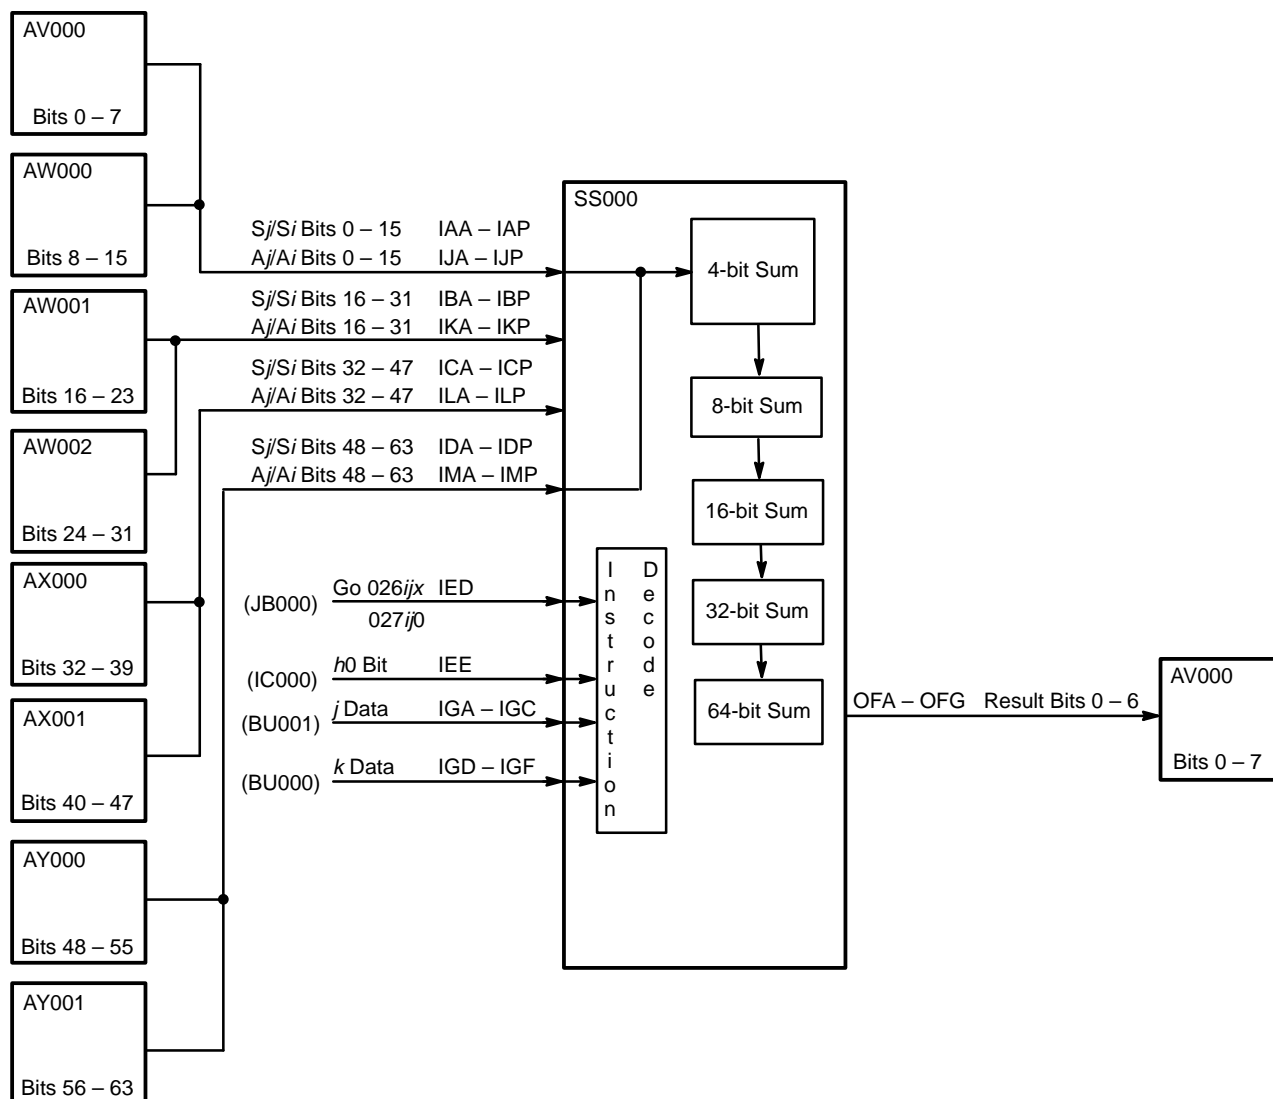 AV000
Bits 0 – 7
AW000
Bits 8 – 15
AW001
Bits 16 – 23
AW002
Bits 24 – 31
AX000
Bits 32 – 39
AX001
Bits 40 – 47
AY000
Bits 48 – 55
AY001
Bits 56 – 63
Sj/Si Bits 0 – 15 IAA – IAP
Aj/Ai Bits 0 – 15 IJA – IJP
Sj/Si Bits 16 – 31 IBA – IBP
Aj/Ai Bits 16 – 31 IKA – IKP
Sj/Si Bits 32 – 47 ICA – ICP
Aj/Ai Bits 32 – 47 ILA – ILP
Sj/Si Bits 48 – 63 IDA – IDP
Aj/Ai Bits 48 – 63 IMA – IMP
(JB000) Go 026ijx IED
027ij0
(IC000) h0 Bit IEE
(BU001) j Data IGA – IGC
(BU000) k Data IGD – IGF
SS000
Instruction
Decode
4-bit Sum
8-bit Sum
16-bit Sum
32-bit Sum
64-bit Sum
OFA – OFG Result Bits 0 – 6
AV000
Bits 0 – 7